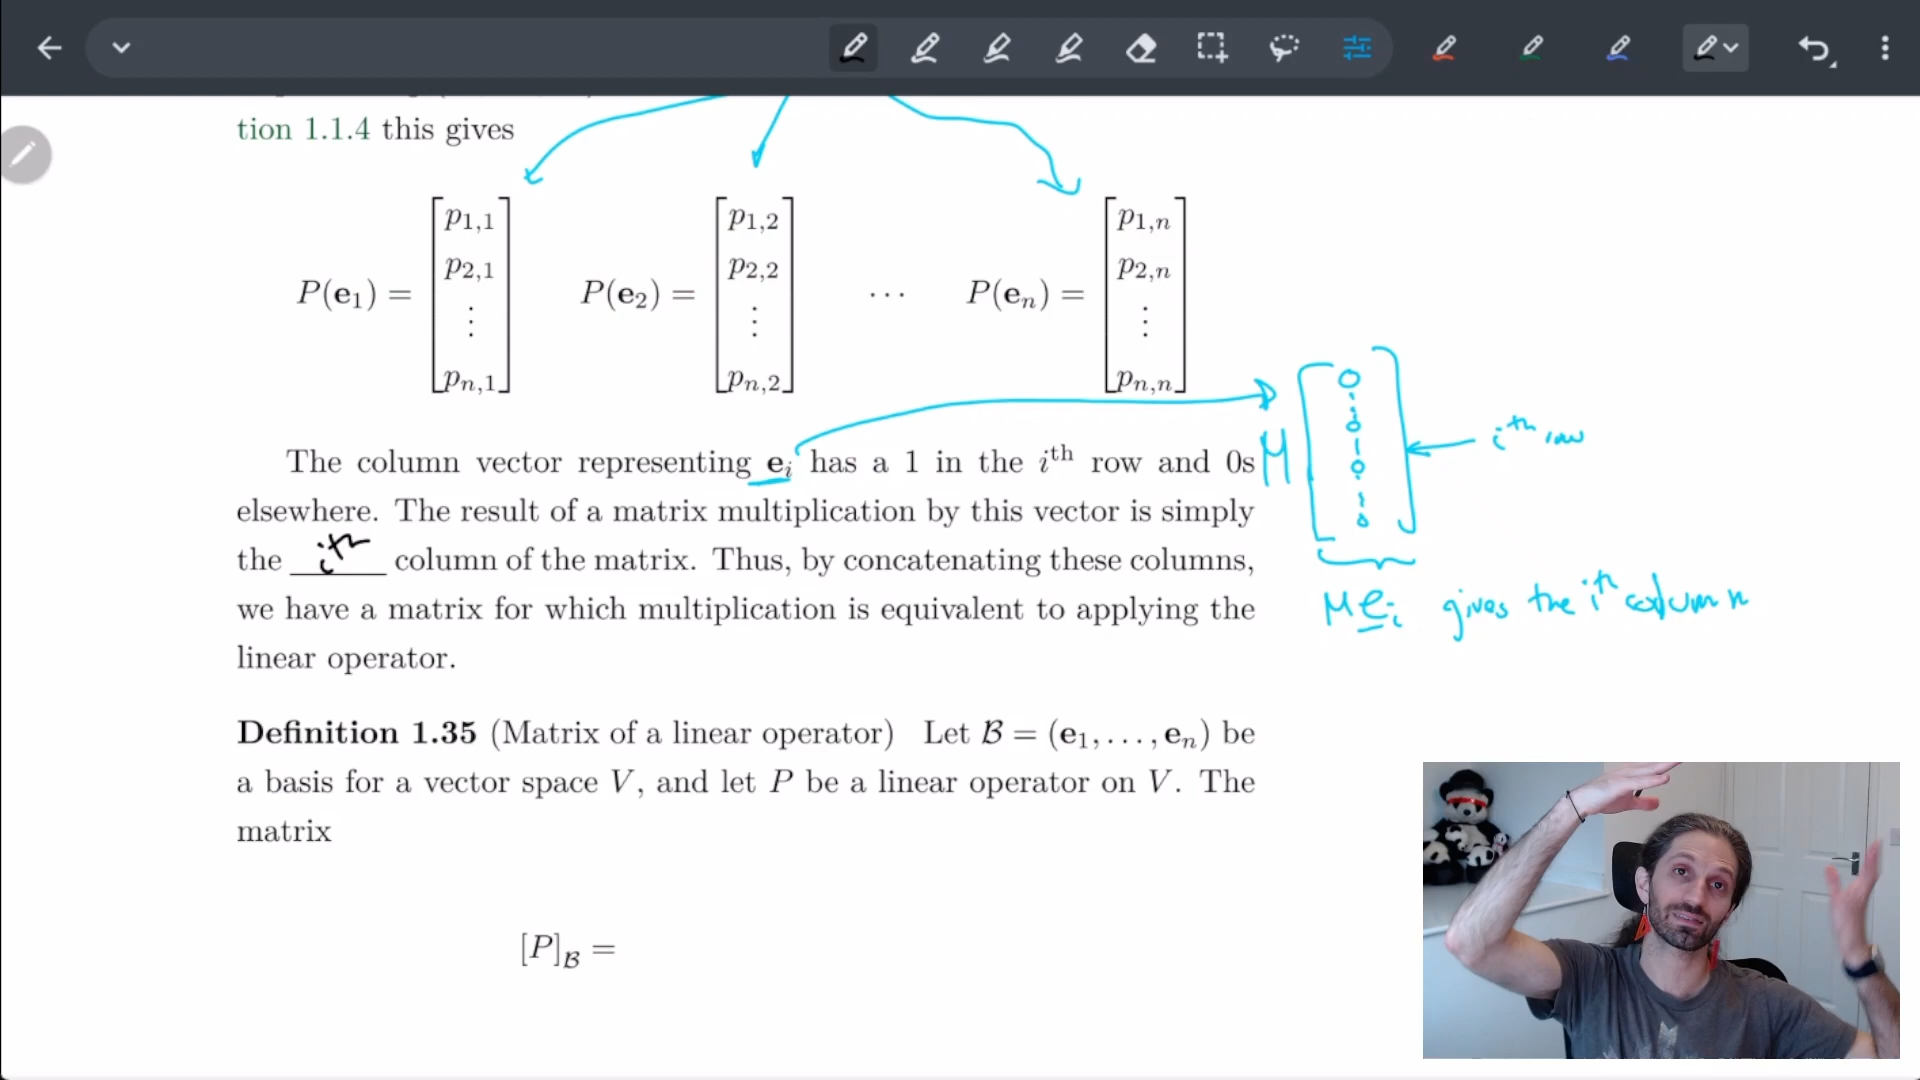 tion 1.1.4 this gives
P(e₁) = [p₁,₁ p₂,₁ ⋮ pₙ,₁] P(e₂) = [p₁,₂ p₂,₂ ⋮ pₙ,₂] ⋯ P(eₙ) = [p₁,ₙ p₂,ₙ ⋮ pₙ,ₙ]
M [0 ⋮ 0 1 0 ⋮ 0] ← iᵗʰ row
The column vector representing eᵢ has a 1 in the iᵗʰ row and 0s
elsewhere. The result of a matrix multiplication by this vector is simply
the iᵗʰ column of the matrix. Thus, by concatenating these columns,
we have a matrix for which multiplication is equivalent to applying the
linear operator.
Meᵢ gives the iᵗʰ column
Definition 1.35 (Matrix of a linear operator) Let ℬ = (e₁, . . . , eₙ) be
a basis for a vector space V, and let P be a linear operator on V. The
matrix
[P]ℬ =